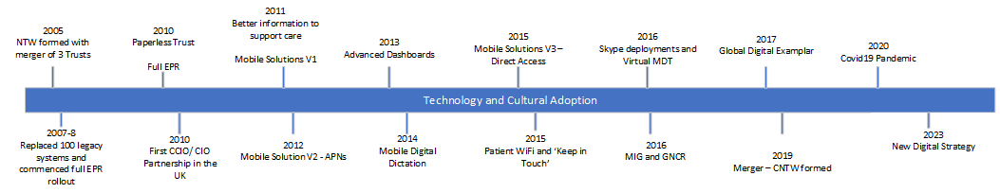 2005
NTW formed with
merger of 3 Trusts
2010
Paperless Trust
Full EPR
2011
Better information to
support care
Mobile Solutions V1
2013
Advanced Dashboards
2015
Mobile Solutions V3 –
Direct Access
2016
Skype deployments and
Virtual MDT
2017
Global Digital Examplar
2020
Covid19 Pandemic
Technology and Cultural Adoption
2007-8
Replaced 100 legacy
systems and
commenced full EPR
rollout
2010
First CCIO/ CIO
Partnership in the
UK
2012
Mobile Solution V2 - APNs
2014
Mobile Digital
Dictation
2015
Patient WiFi and ‘Keep in
Touch’
2016
MIG and GNCR
2019
Merger – CNTW formed
2023
New Digital Strategy